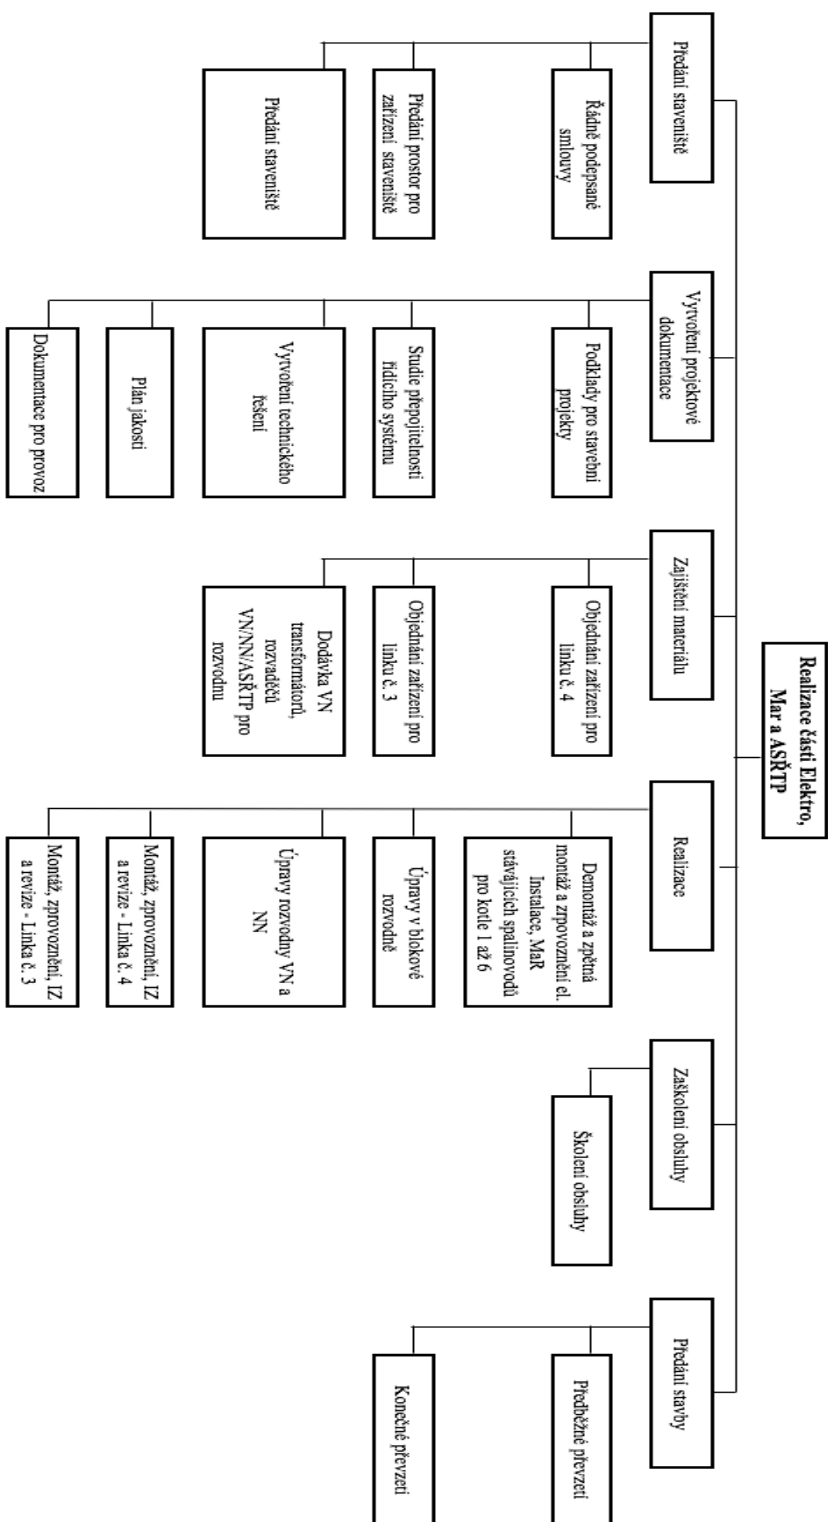 Realizace části Elektro,
Mar a ASŘTP
Předání staveniště
Řádně podepsané
smlouvy
Předání prostor pro
zařízení staveniště
Předání staveniště
Vytvoření projektové
dokumentace
Podklady pro stavební
projekty
Studie přepojitelnosti
řídícího systému
Vytvoření technického
řešení
Plán jakosti
Dokumentace pro provoz
Zajištění materiálu
Objednání zařízení pro
linku č. 4
Objednání zařízení pro
linku č. 3
Dodávka VN
transformátorů,
rozvaděčů
VN/NN/ASŘTP pro
rozvodnu
Realizace
Demontáž a zpětná
montáž a zrpovoznění el.
Instalace, MaR
stávajících spalinovodů
pro kotle 1 až 6
Úpravy v blokové
rozvodně
Úpravy rozvodny VN a
NN
Montáž, zprovoznění, IZ
a revize - Linka č. 4
Montáž, zprovoznění, IZ
a revize - Linka č. 3
Zaškolení obsluhy
Školení obsluhy
Předání stavby
Předběžné převzetí
Konečné převzetí